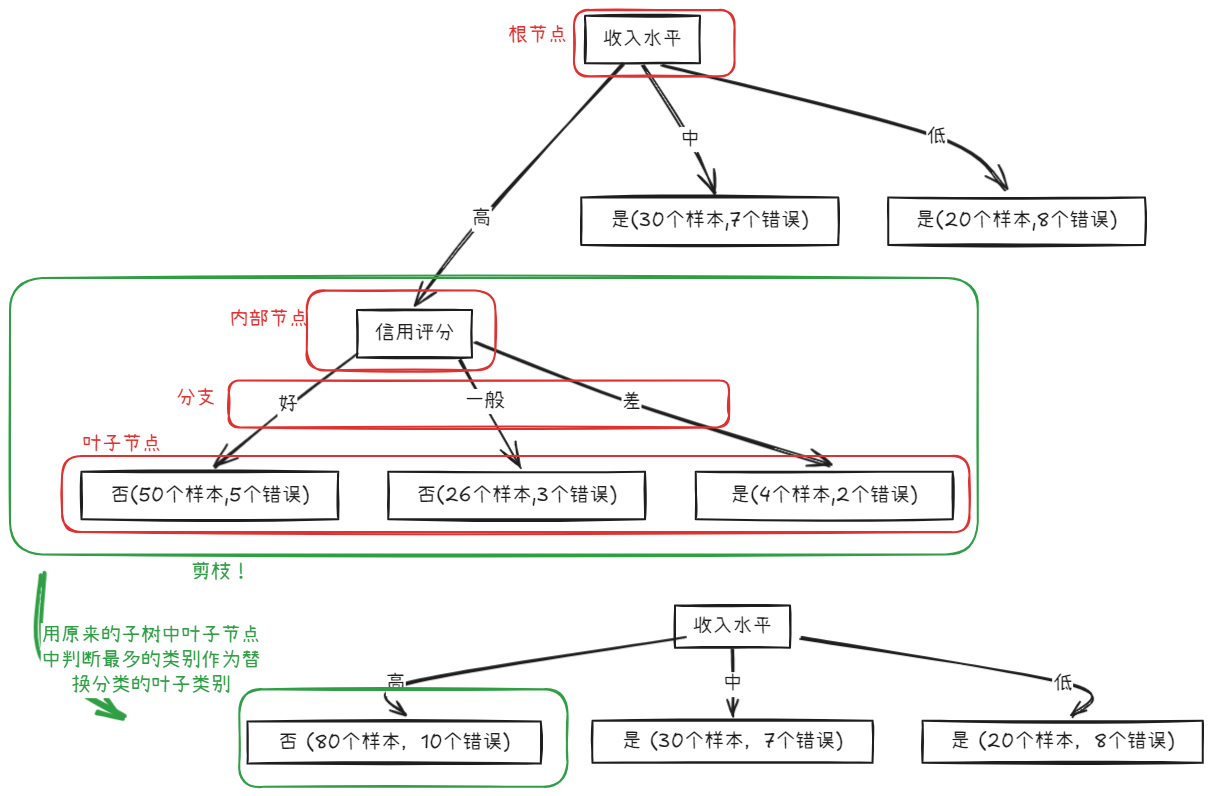 根节点
收入水平
中
低
高
是(30个样本,7个错误)
是(20个样本,8个错误)
内部节点
信用评分
分支
好
一般
差
叶子节点
否(50个样本,5个错误)
否(26个样本,3个错误)
是(4个样本,2个错误)
剪枝！
用原来的子树中叶子节点
中判断最多的类别作为替
换分类的叶子类别
收入水平
高
中
低
否 (80个样本，10个错误)
是 (30个样本，7个错误)
是 (20个样本，8个错误)